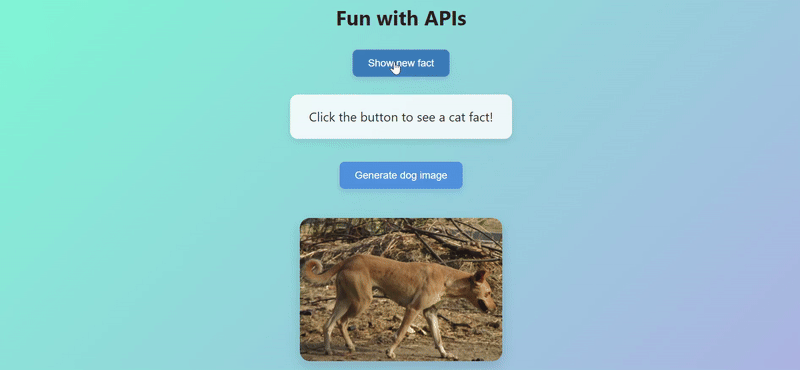 Fun with APIs
Show new fact
Click the button to see a cat fact!
Generate dog image